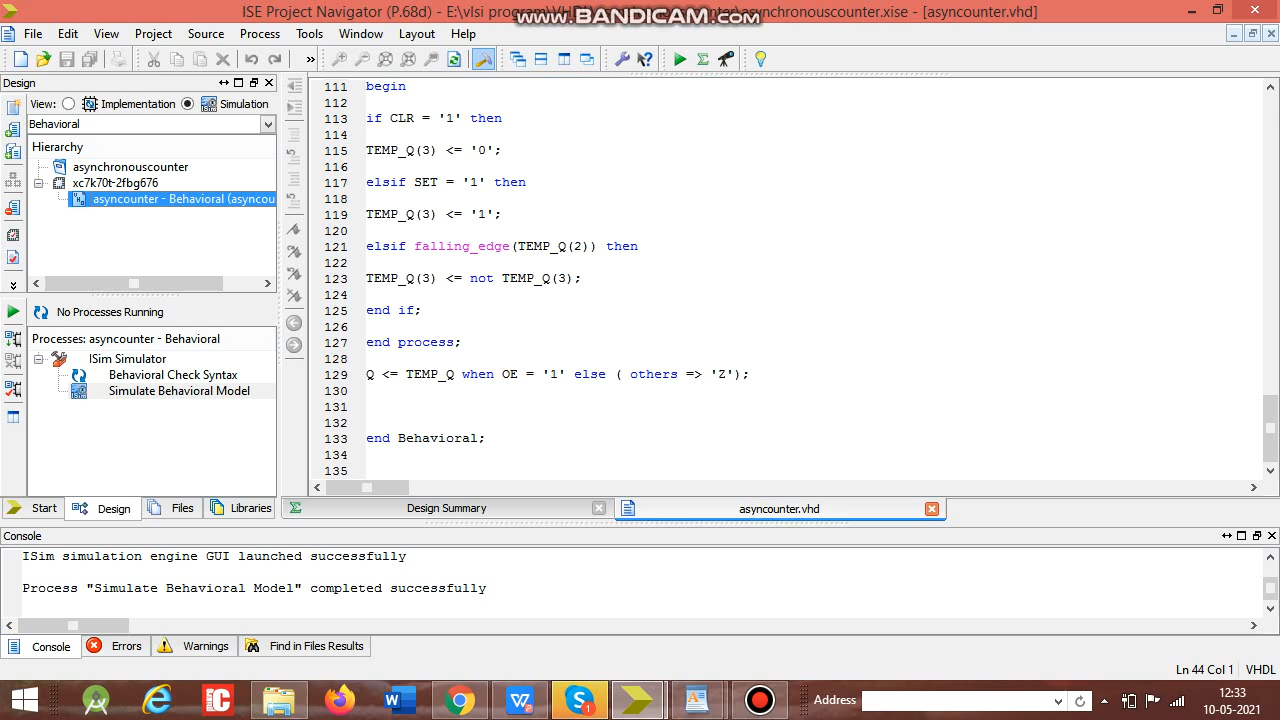 ISE Project Navigator (P.68d) - E:\vlsi program\VHDL
nter\asynchronouscounter.xise - [asyncounter.vhd]
www.BANDICAM.com
File Edit View Project Source Process Tools Window Layout Help
Design
View: Implementation Simulation
Behavioral
Hierarchy
asynchronouscounter
xc7k70t-2fbg676
asyncounter - Behavioral (asyncou
No Processes Running
Processes: asyncounter - Behavioral
ISim Simulator
Behavioral Check Syntax
Simulate Behavioral Model
Start Design Files Libraries
111 begin
112
113 if CLR = '1' then
114
115 TEMP_Q(3) <= '0';
116
117 elsif SET = '1' then
118
119 TEMP_Q(3) <= '1';
120
121 elsif falling_edge(TEMP_Q(2)) then
122
123 TEMP_Q(3) <= not TEMP_Q(3);
124
125 end if;
126
127 end process;
128
129 Q <= TEMP_Q when OE = '1' else ( others => 'Z');
130
131
132
133 end Behavioral;
134
135
Design Summary asyncounter.vhd
Console
ISim simulation engine GUI launched successfully
Process "Simulate Behavioral Model" completed successfully
Console Errors Warnings Find in Files Results
Ln 44 Col 1 VHDL
Address
12:33
10-05-2021